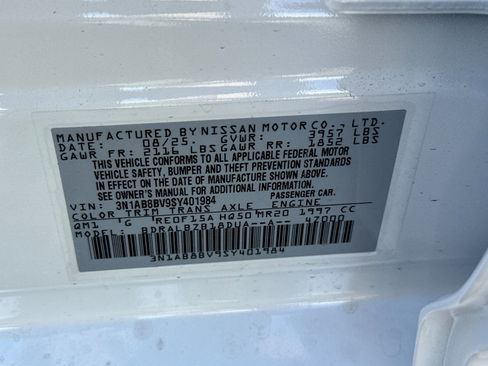 MANUFACTURED BY NISSAN MOTOR CO., LTD.
DATE: 08/25 GVWR: 3957 LBS
GAWR FR: 2116 LBS GAWR RR: 1852 LBS
THIS VEHICLE CONFORMS TO ALL APPLICABLE FEDERAL MOTOR
VEHICLE SAFETY, BUMPER AND THEFT PREVENTION
STANDARDS IN EFFECT ON THE DATE OF MANUFACTURE SHOWN ABOVE.
SEE OWNER'S MANUAL FOR ADDITIONAL INFORMATION.
VIN: 3N1AB8BV9SY401984 PASSENGER CAR
COLOR TRIM TRANS AXLE ENGINE
QM1 G RE0F15A HQ50 MR20 1997 CC
BDRALBZB18DUA--A-- 47000
3N1AB8BV9SY401984